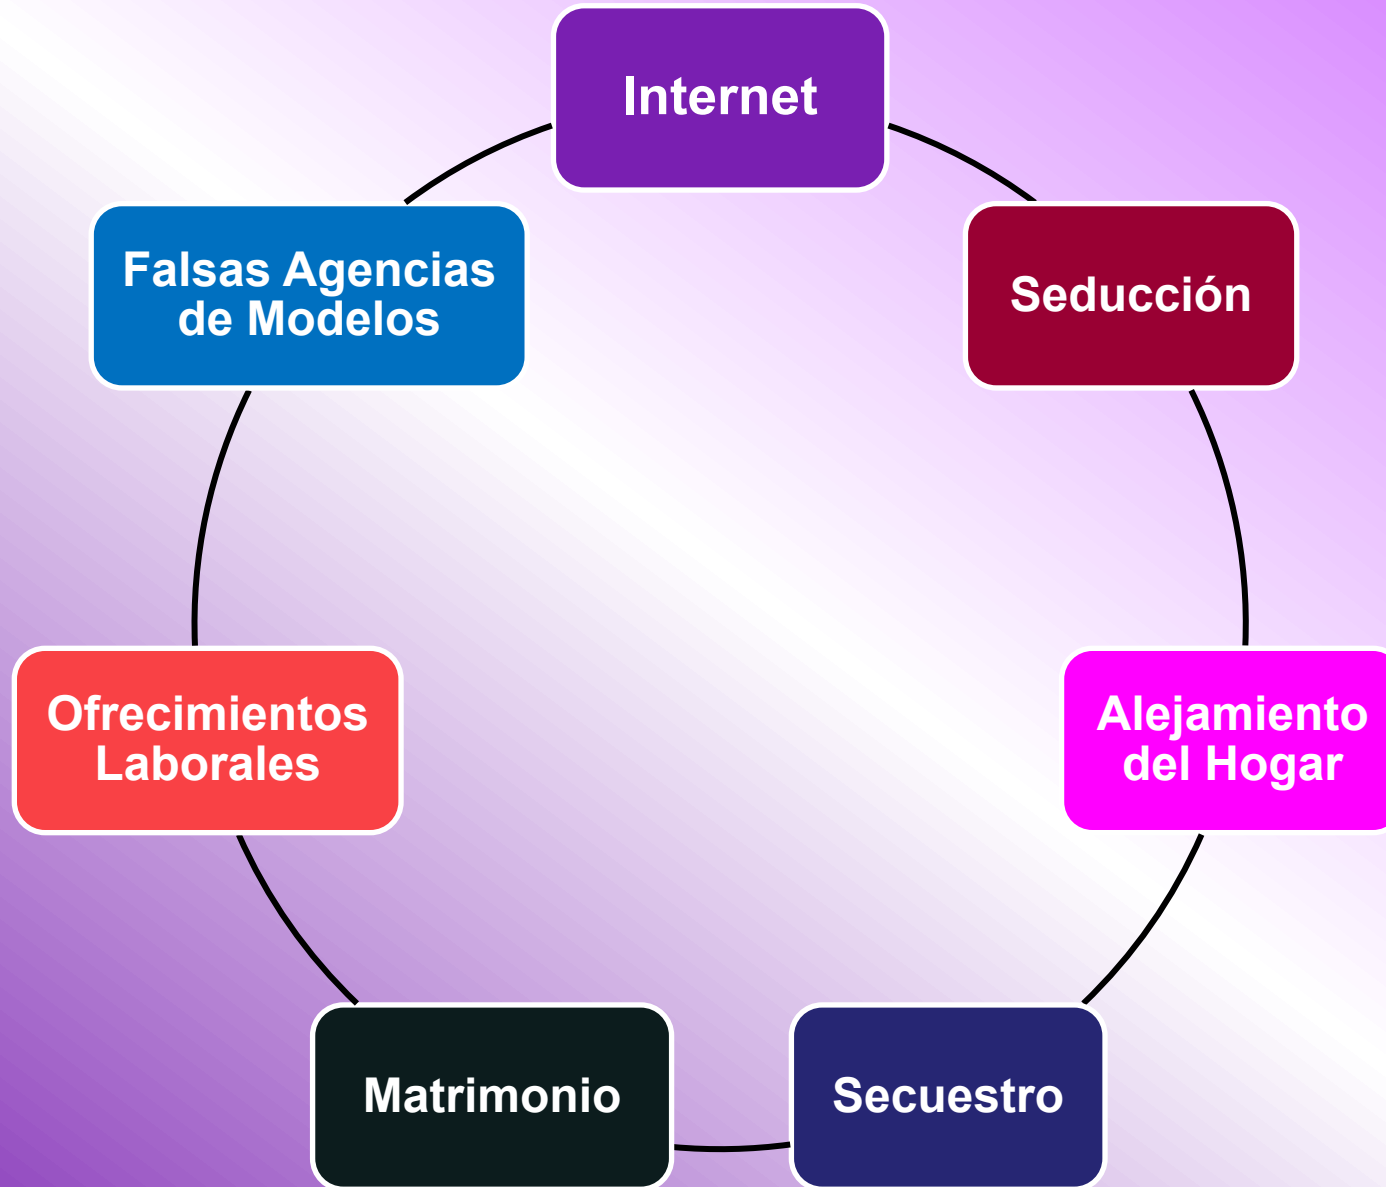 Internet
Seducción
Alejamiento
del Hogar
Secuestro
Matrimonio
Ofrecimientos
Laborales
Falsas Agencias
de Modelos